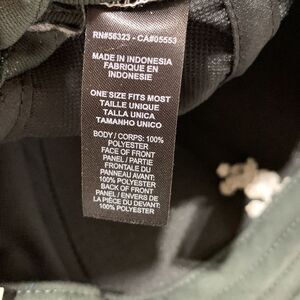 RN#56323 - CA#05553
MADE IN INDONESIA
FABRIQUE EN
INDONESIE
ONE SIZE FITS MOST
TAILLE UNIQUE
TALLA UNICA
TAMANHO UNICO
BODY / CORPS: 100%
POLYESTER
FACE OF FRONT
PANEL / PARTIE
FRONTALE DU
PANNEAU AVANT:
100% POLYESTER
BACK OF FRONT
PANEL / ENVERS DE
LA PIÈCE DU DEVANT:
100% POLYESTER